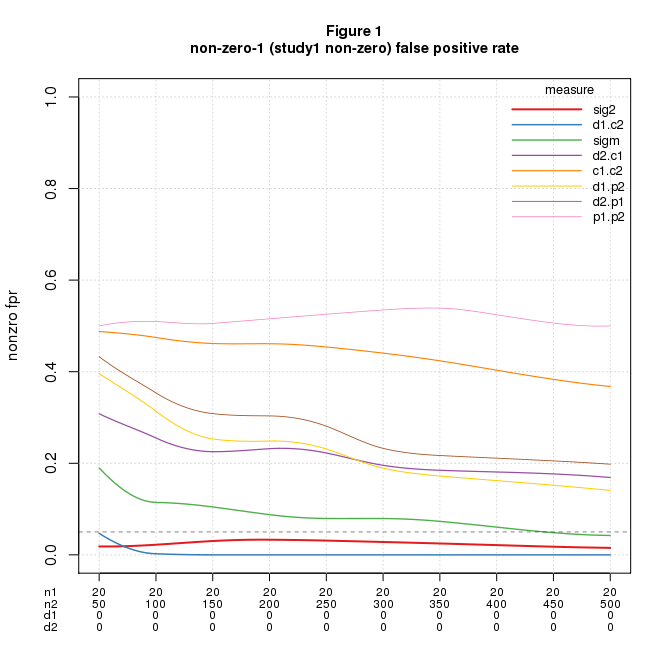 Figure 1
non-zero-1 (study1 non-zero) false positive rate
measure
sig2
d1.c2
sigm
d2.c1
c1.c2
d1.p2
d2.p1
p1.p2
nonzro fpr
1.0
0.8
0.6
0.4
0.2
0.0
n1 20 20 20 20 20 20 20 20 20 20
n2 50 100 150 200 250 300 350 400 450 500
d1 0 0 0 0 0 0 0 0 0 0
d2 0 0 0 0 0 0 0 0 0 0